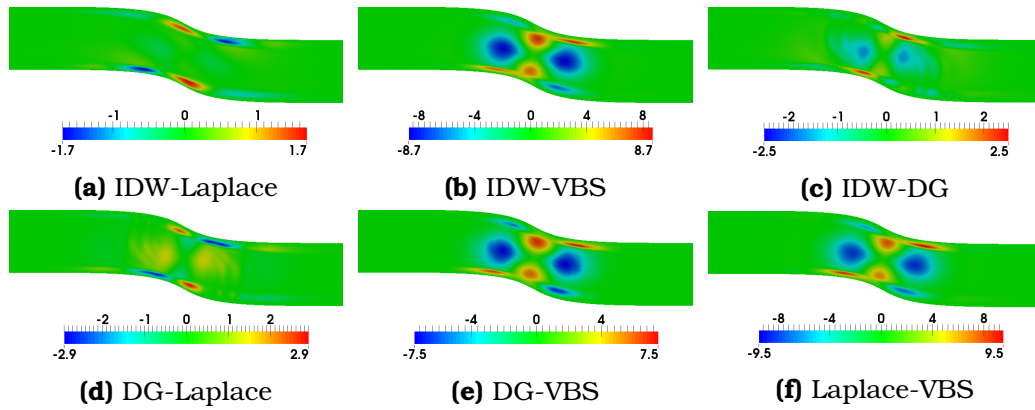 -1 0 1
-1.7 1.7
(a) IDW-Laplace
-8 -4 0 4 8
-8.7 8.7
(b) IDW-VBS
-2 -1 0 1 2
-2.5 2.5
(c) IDW-DG
-2 -1 0 1 2
-2.9 2.9
(d) DG-Laplace
-4 0 4
-7.5 7.5
(e) DG-VBS
-8 -4 0 4 8
-9.5 9.5
(f) Laplace-VBS